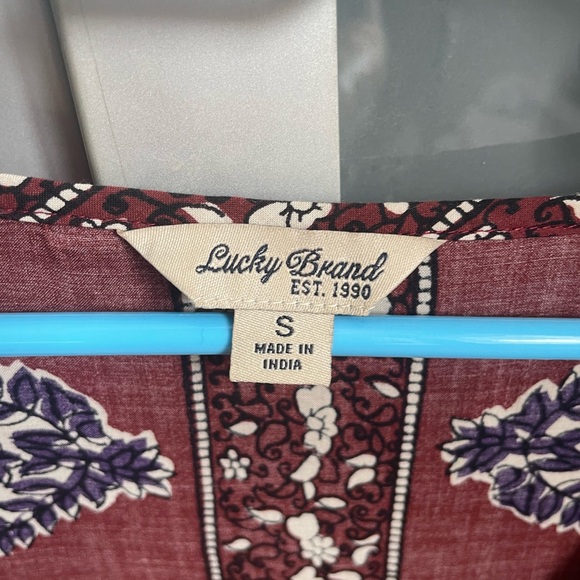 Lucky Brand
EST. 1990
S
MADE IN
INDIA